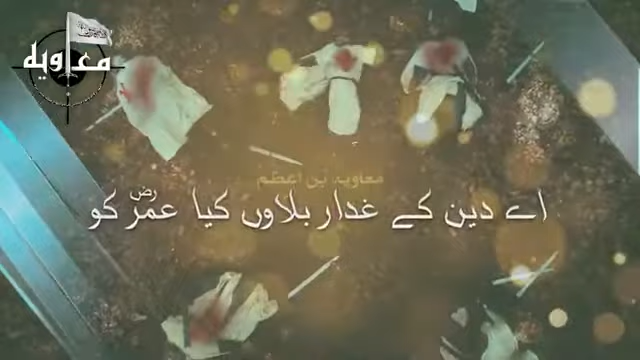 معاویہ
معاویہ بن اعظم
اے دین کے غدار بلاوں کیا عمرؓ کو